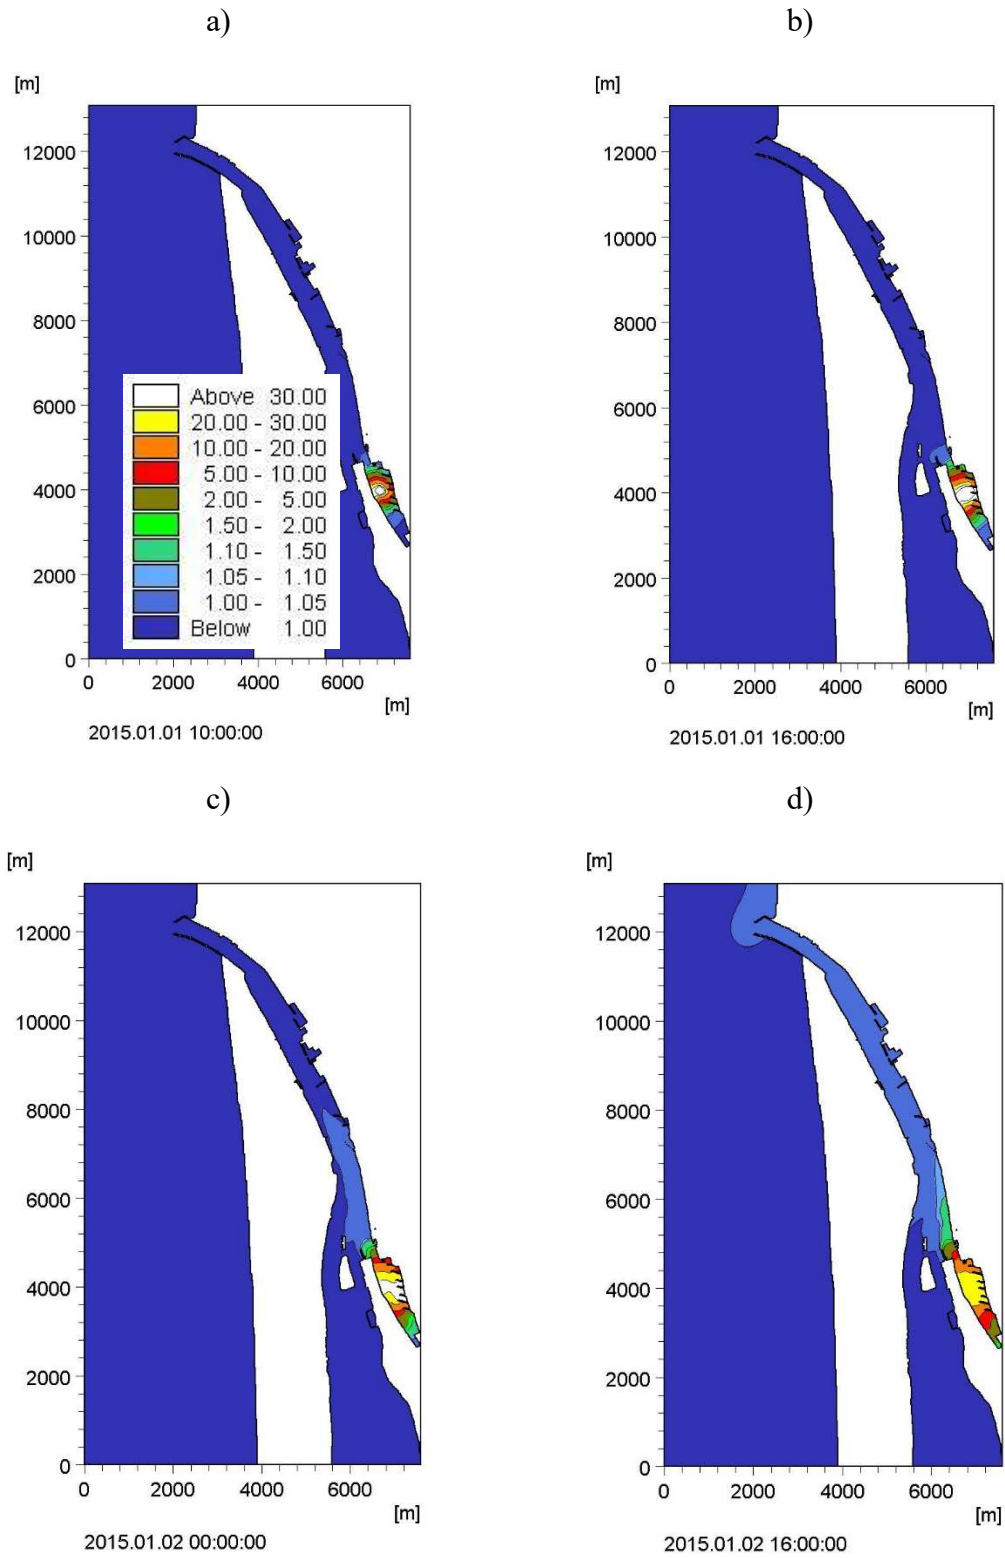 a)
b)
[m]
[m]
12000
10000
8000
6000
4000
2000
0
0 2000 4000 6000
[m]
2015.01.01 10:00:00
Above 30.00
20.00 - 30.00
10.00 - 20.00
5.00 - 10.00
2.00 - 5.00
1.50 - 2.00
1.10 - 1.50
1.05 - 1.10
1.00 - 1.05
Below 1.00
12000
10000
8000
6000
4000
2000
0
0 2000 4000 6000
[m]
2015.01.01 16:00:00
c)
d)
[m]
[m]
12000
10000
8000
6000
4000
2000
0
0 2000 4000 6000
[m]
2015.01.02 00:00:00
12000
10000
8000
6000
4000
2000
0
0 2000 4000 6000
[m]
2015.01.02 16:00:00